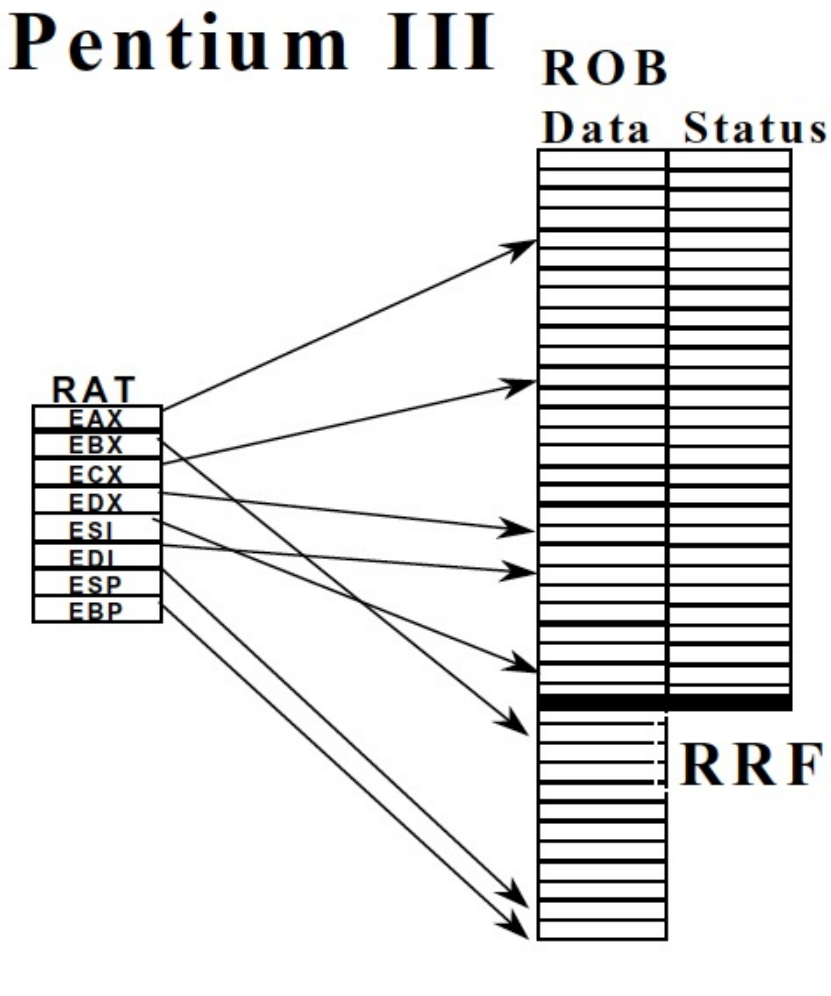 Pentium III
ROB
Data Status
RAT
EAX
EBX
ECX
EDX
ESI
EDI
ESP
EBP
RRF